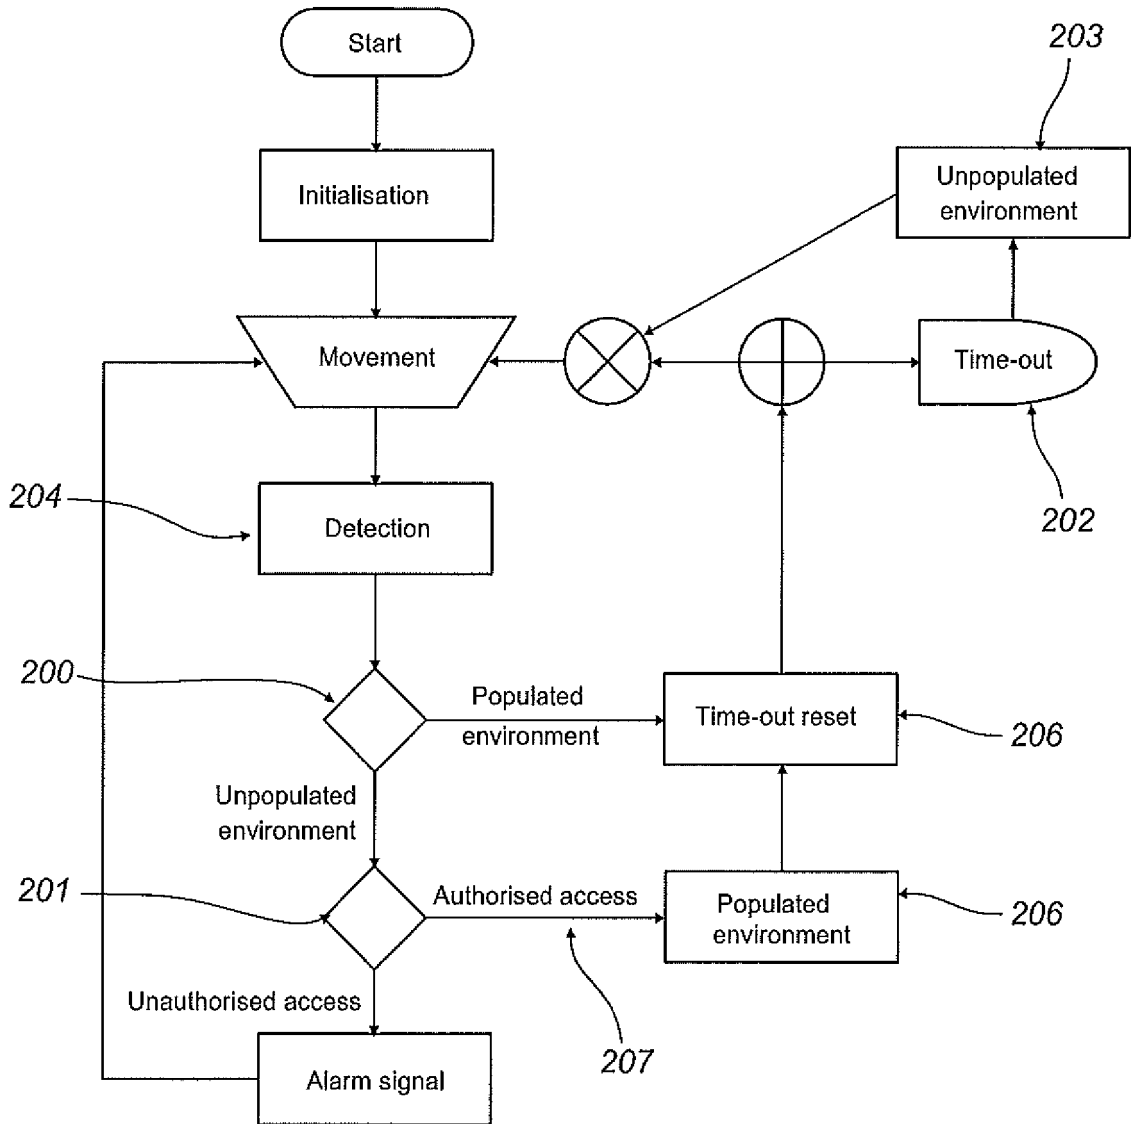 Start
203
Initialisation
Unpopulated
environment
Movement
Time-out
204
Detection
202
200
Populated
environment
Time-out reset
206
Unpopulated
environment
201
Authorised access
Populated
environment
206
Unauthorised access
207
Alarm signal